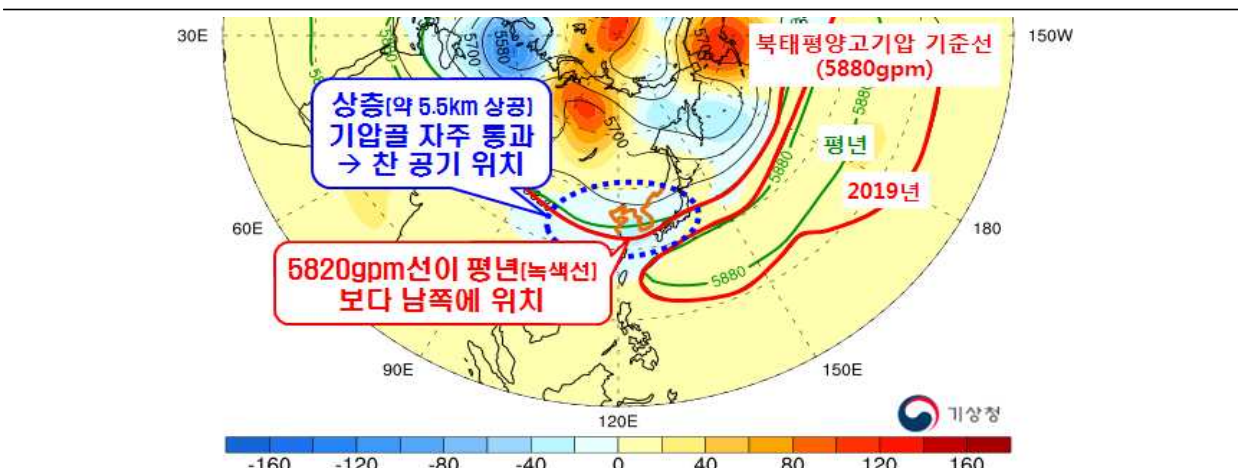 30E
150W
5880
5700
5580
5700
북태평양고기압 기준선
(5880gpm)
상층(약 5.5km 상공)
기압골 자주 통과
→ 찬 공기 위치
5700
5880
평년
2019년
60E
180
5820gpm선이 평년(녹색선)
보다 남쪽에 위치
5880
90E
150E
120E
기상청
-160 -120 -80 -40 0 40 80 120 160